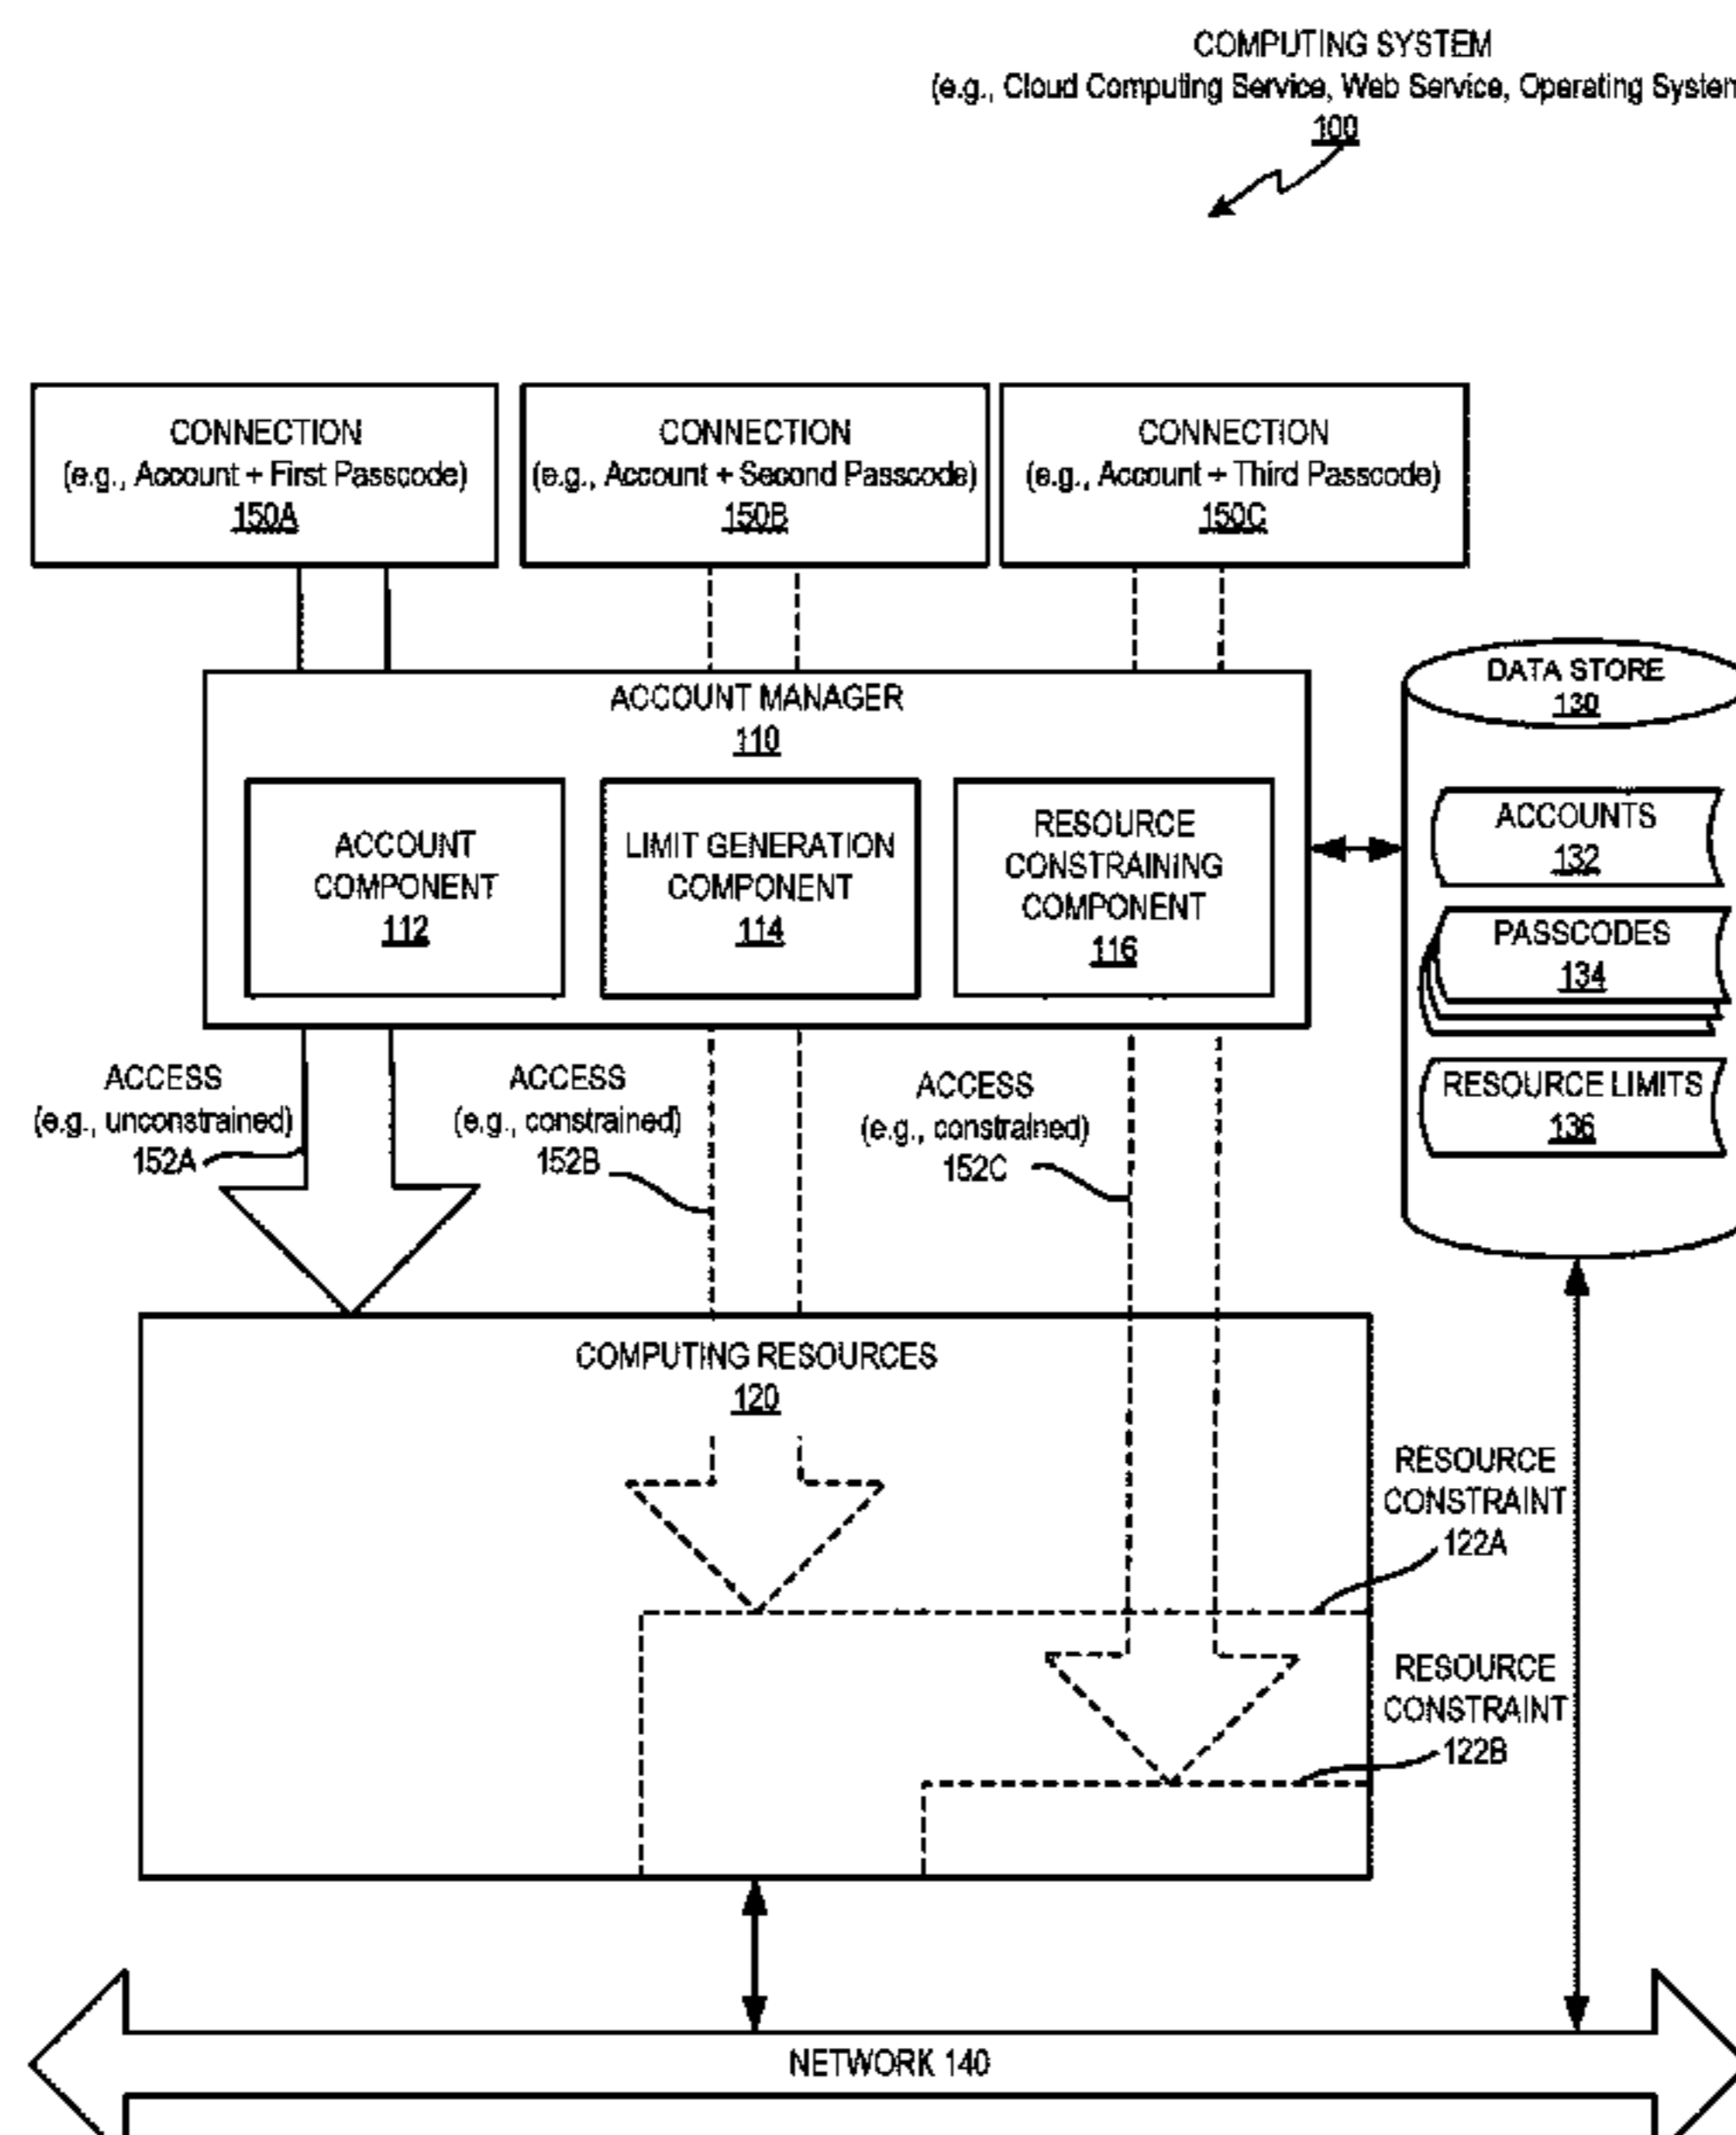 COMPUTING SYSTEM
(e.g., Cloud Computing Service, Web Service, Operating System
100
CONNECTION
(e.g., Account + First Passcode)
150A
CONNECTION
(e.g., Account + Second Passcode)
150B
CONNECTION
(e.g., Account + Third Passcode)
150C
ACCOUNT MANAGER
110
ACCOUNT
COMPONENT
112
LIMIT GENERATION
COMPONENT
114
RESOURCE
CONSTRAINING
COMPONENT
116
DATA STORE
130
ACCOUNTS
132
PASSCODES
134
RESOURCE LIMITS
136
ACCESS
(e.g., unconstrained)
152A
ACCESS
(e.g., constrained)
152B
ACCESS
(e.g., constrained)
152C
COMPUTING RESOURCES
120
RESOURCE
CONSTRAINT
122A
RESOURCE
CONSTRAINT
122B
NETWORK 140